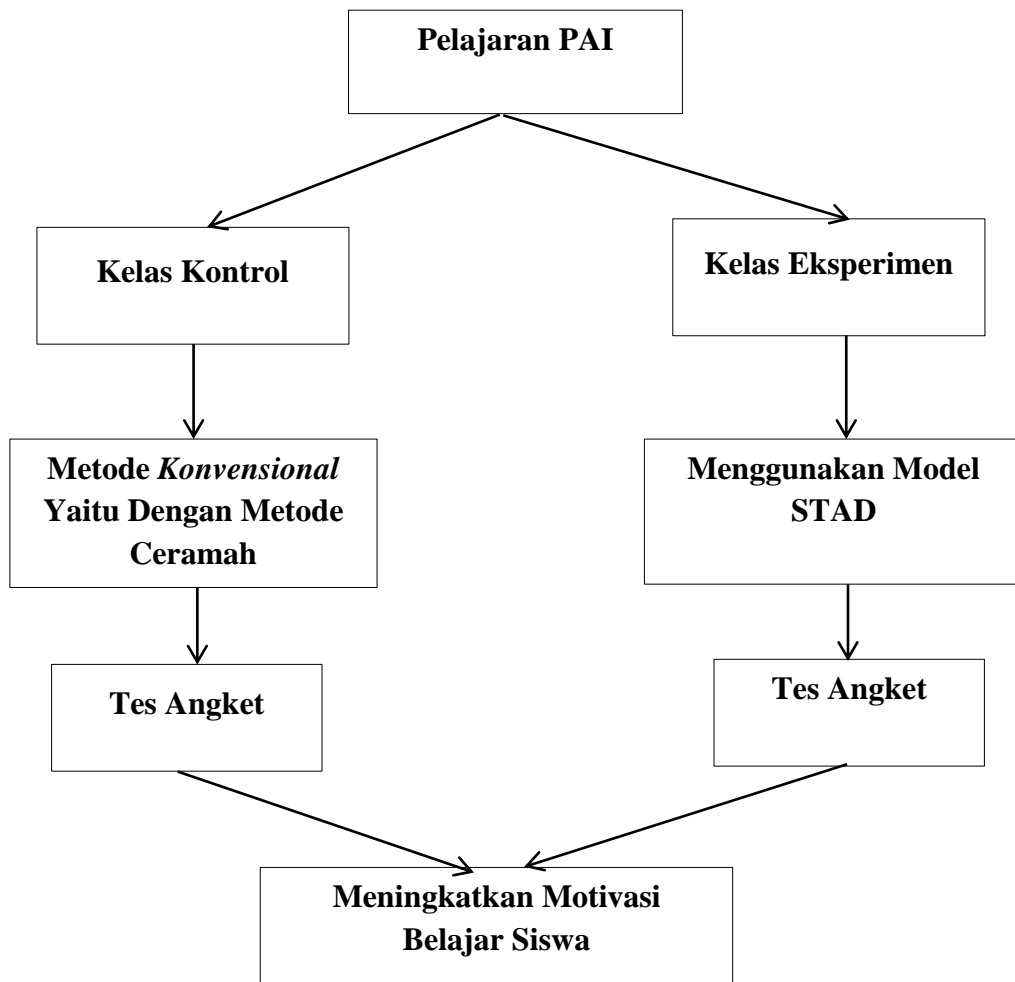 Pelajaran PAI
Kelas Kontrol
Kelas Eksperimen
Metode Konvensional
Yaitu Dengan Metode
Ceramah
Menggunakan Model
STAD
Tes Angket
Tes Angket
Meningkatkan Motivasi
Belajar Siswa